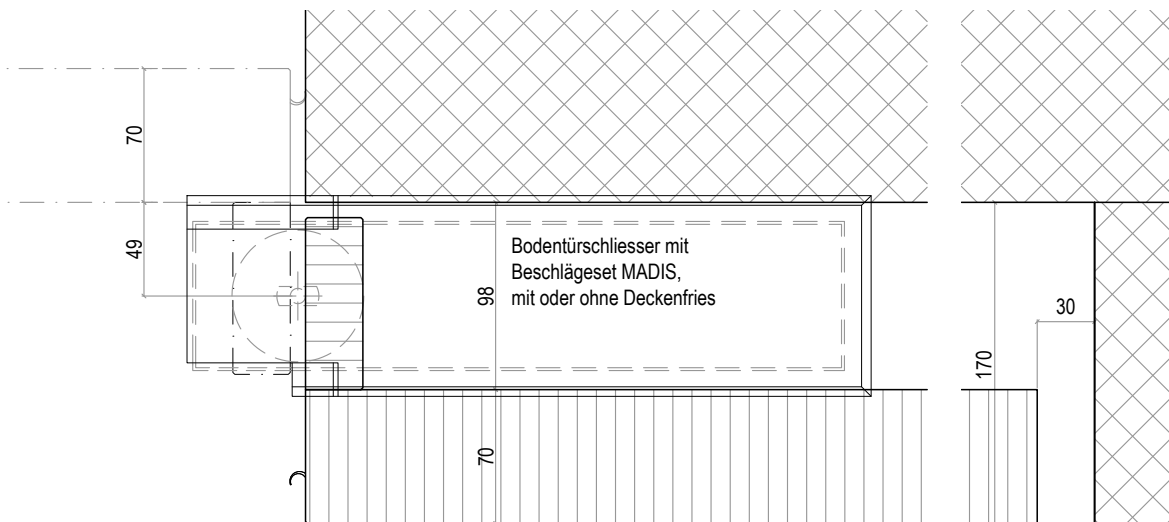 70
49
Bodentürschliesser mit
Beschlägeset MADIS,
mit oder ohne Deckenfries
98
30
170
70